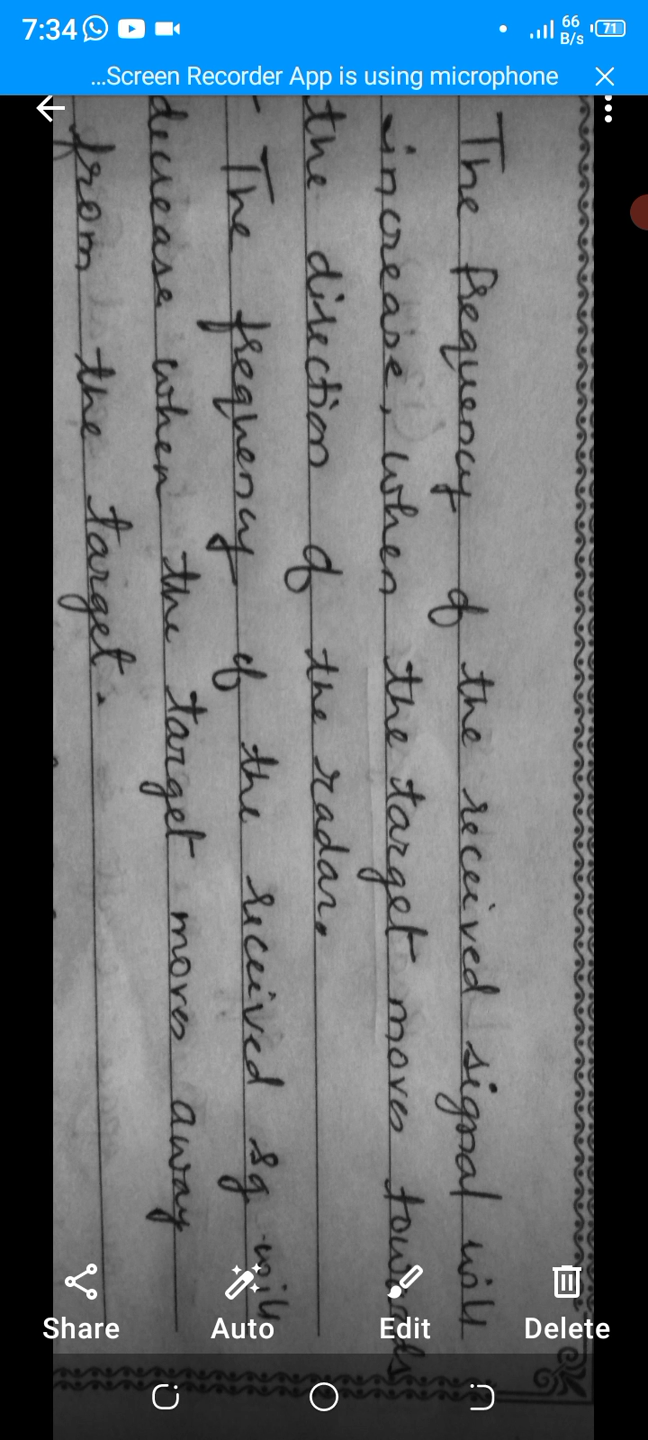 7:34
66 B/s
71
...Screen Recorder App is using microphone
The frequency of the received signal will
increase, when the target moves towards
the direction of the radar.
- The frequency of the received sg will
decrease when the target moves away
from the target.
Share Auto Edit Delete